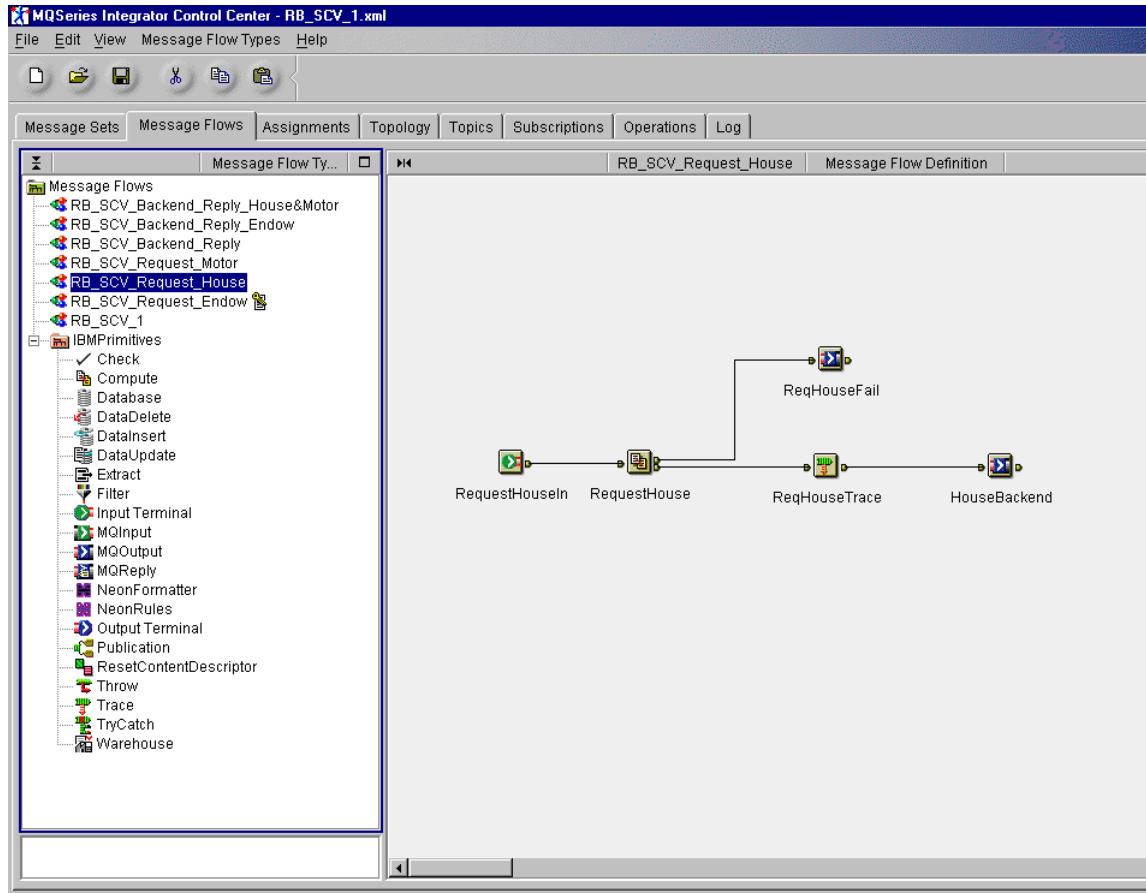 MQSeries Integrator Control Center - RB_SCV_1.xml
File Edit View Message Flow Types Help
Message Sets Message Flows Assignments Topology Topics Subscriptions Operations Log
Message Flow Ty...
RB_SCV_Request_House Message Flow Definition
Message Flows
RB_SCV_Backend_Reply_House&Motor
RB_SCV_Backend_Reply_Endow
RB_SCV_Backend_Reply
RB_SCV_Request_Motor
RB_SCV_Request_House
RB_SCV_Request_Endow
RB_SCV_1
IBMPrimitives
Check
Compute
Database
DataDelete
DataInsert
DataUpdate
Extract
Filter
Input Terminal
MQInput
MQOutput
MQReply
NeonFormatter
NeonRules
Output Terminal
Publication
ResetContentDescriptor
Throw
Trace
TryCatch
Warehouse
ReqHouseFail
RequestHouseIn RequestHouse ReqHouseTrace HouseBackend